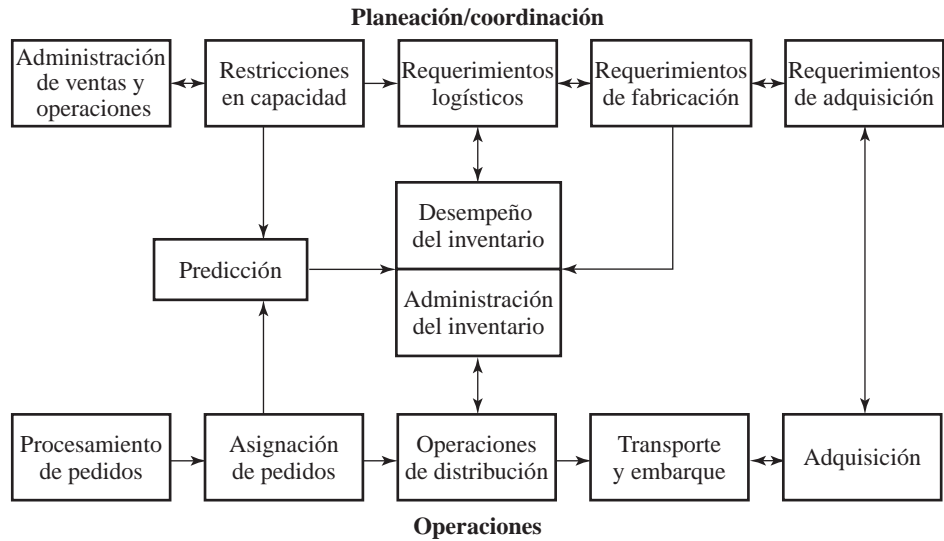 Planeación/coordinación
Administración
de ventas y
operaciones
Restricciones
en capacidad
Requerimientos
logísticos
Requerimientos
de fabricación
Requerimientos
de adquisición
Desempeño
del inventario
Predicción
Administración
del inventario
Procesamiento
de pedidos
Asignación
de pedidos
Operaciones
de distribución
Transporte
y embarque
Adquisición
Operaciones